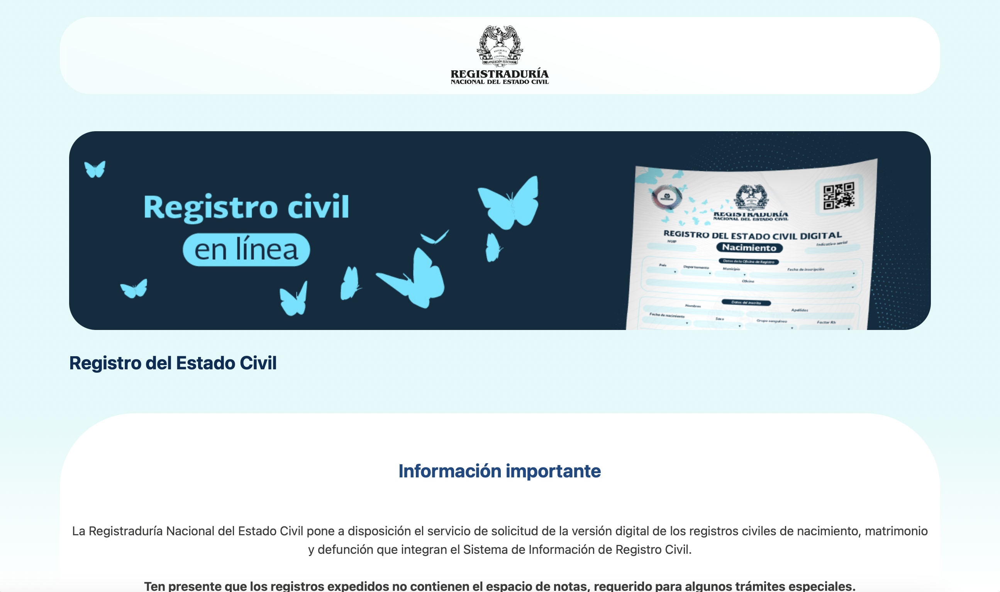 REPÚBLICA
DE
COLOMBIA
ORGANIZACIÓN ELECTORAL
REGISTRADURÍA
NACIONAL DEL ESTADO CIVIL
Registro civil
en línea
REGISTRADURÍA
NACIONAL DEL ESTADO CIVIL
REGISTRO DEL ESTADO CIVIL DIGITAL
NUIP
Indicativo serial
Nacimiento
Datos de la Oficina de Registro
País Departamento Municipio Fecha de inscripción
Oficina
Datos del inscrito
Nombres Apellidos
Fecha de nacimiento Sexo Grupo sanguíneo Factor Rh
Registro del Estado Civil
Información importante
La Registraduría Nacional del Estado Civil pone a disposición el servicio de solicitud de la versión digital de los registros civiles de nacimiento, matrimonio
y defunción que integran el Sistema de Información de Registro Civil.
Ten presente que los registros expedidos no contienen el espacio de notas, requerido para algunos trámites especiales.